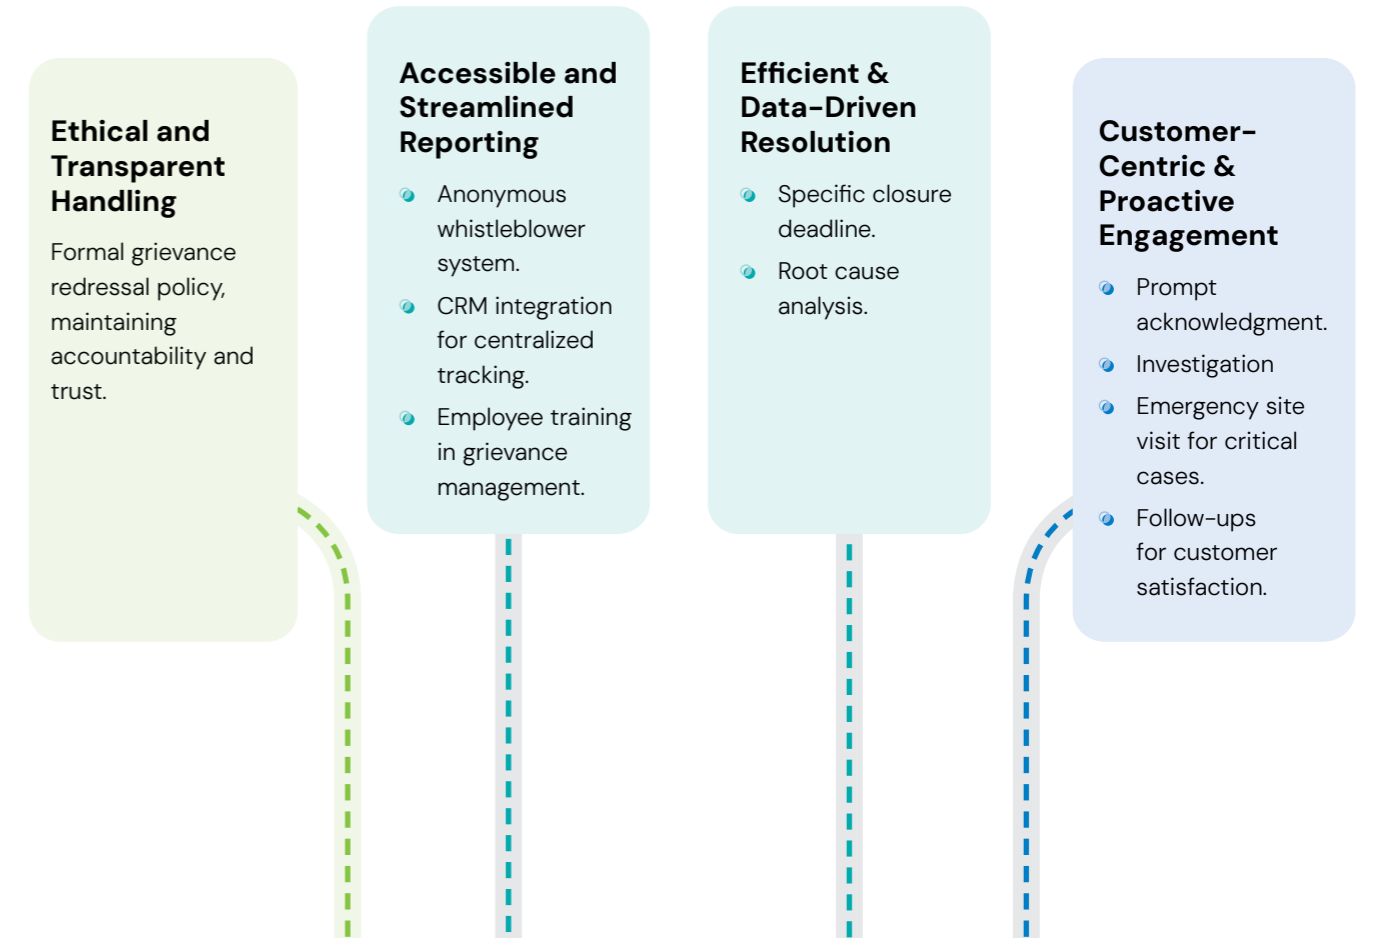 Ethical and
Transparent
Handling
Formal grievance
redressal policy,
maintaining
accountability and
trust.
Accessible and
Streamlined
Reporting
Anonymous
whistleblower
system.
CRM integration
for centralized
tracking.
Employee training
in grievance
management.
Efficient &
Data-Driven
Resolution
Specific closure
deadline.
Root cause
analysis.
Customer-
Centric &
Proactive
Engagement
Prompt
acknowledgment.
Investigation
Emergency site
visit for critical
cases.
Follow-ups
for customer
satisfaction.